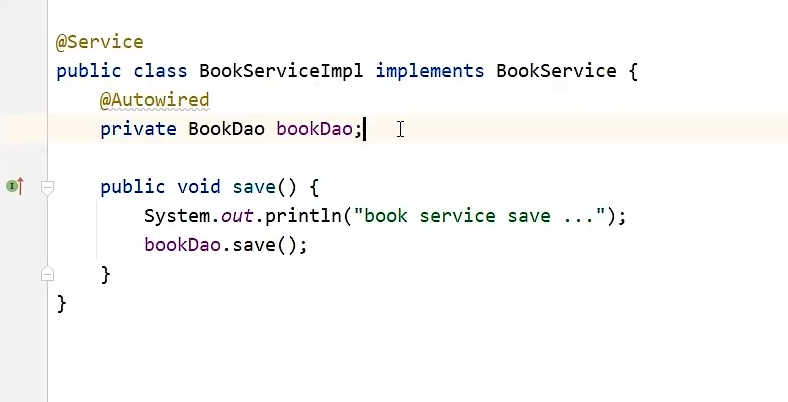 @Service
public class BookServiceImpl implements BookService {
    @Autowired
    private BookDao bookDao;

    public void save() {
        System.out.println("book service save ...");
        bookDao.save();
    }
}